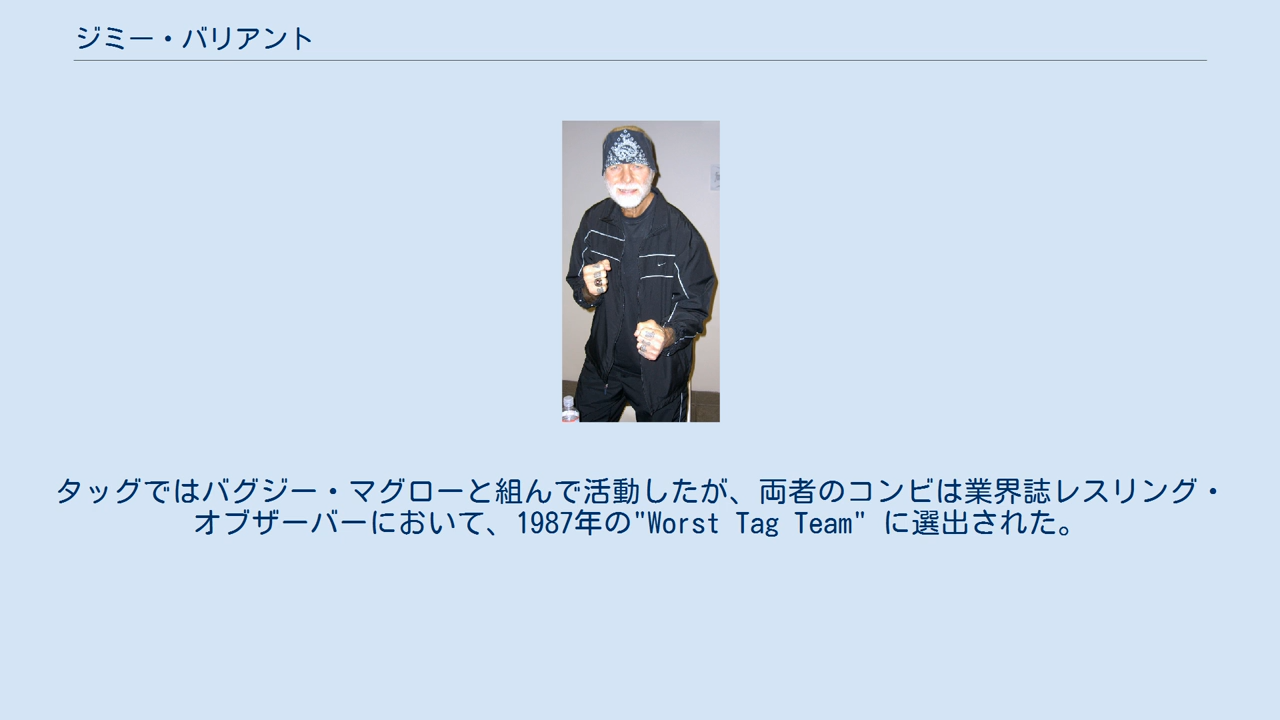 ジミー・バリアント
タッグではバグジー・マグローと組んで活動したが、両者のコンビは業界誌レスリング・
オブザーバーにおいて、1987年の"Worst Tag Team" に選出された。